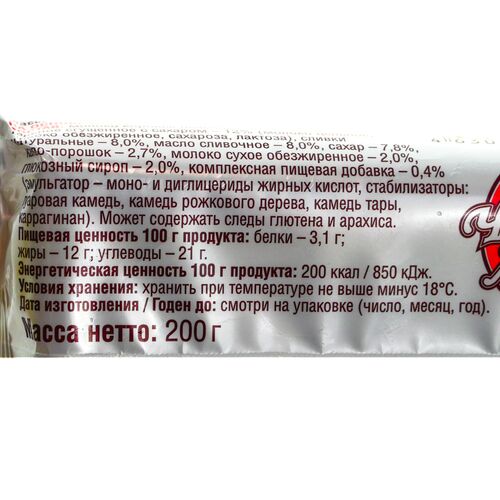 обезжиренное, сахароза, лактоза), сливки
натуральные – 8,0%, масло сливочное – 8,0%, сахар – 7,8%,
какао-порошок – 2,7%, молоко сухое обезжиренное – 2,0%,
глюкозный сироп – 2,0%, комплексная пищевая добавка – 0,4%
(эмульгатор – моно- и диглицериды жирных кислот, стабилизаторы:
гуаровая камедь, камедь рожкового дерева, камедь тары,
каррагинан). Может содержать следы глютена и арахиса.
Пищевая ценность 100 г продукта: белки – 3,1 г;
жиры – 12 г; углеводы – 21 г.
Энергетическая ценность 100 г продукта: 200 ккал / 850 кДж.
Условия хранения: хранить при температуре не выше минус 18°С.
Дата изготовления / Годен до: смотри на упаковке (число, месяц, год).
Масса нетто: 200 г